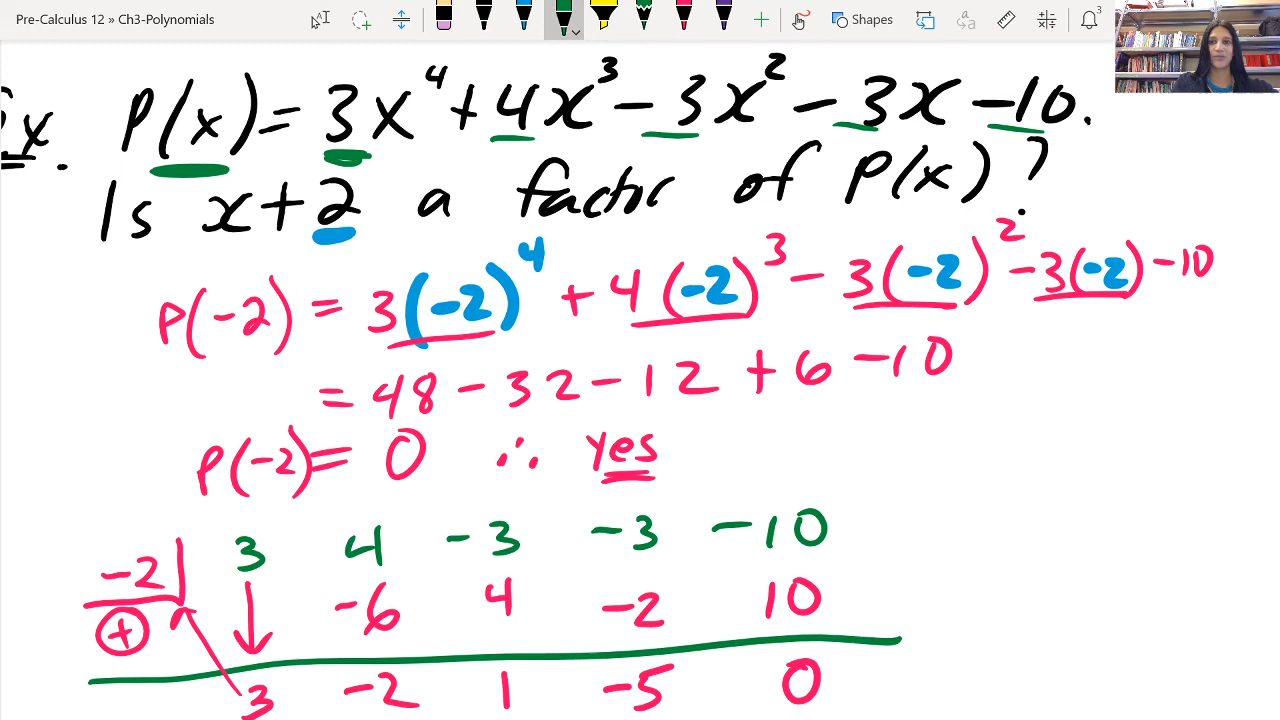 Pre-Calculus 12 » Ch3-Polynomials
Shapes
3
Ex. P(x) = 3x⁴ + 4x³ − 3x² − 3x − 10.
Is x + 2 a factor of P(x)?
P(−2) = 3(−2)⁴ + 4(−2)³ − 3(−2)² − 3(−2) − 10
= 48 − 32 − 12 + 6 − 10
P(−2) = 0 ∴ yes
−2 | 3 4 −3 −3 −10
+ −6 4 −2 10
3 −2 1 −5 0